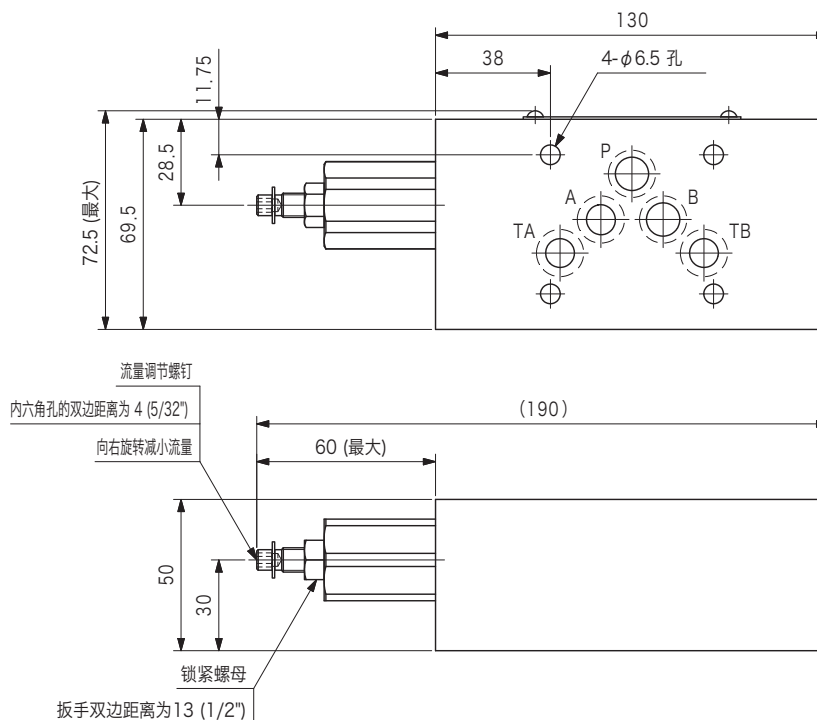 130
38
4-ϕ6.5 孔
11.75
28.5
72.5 (最大)
69.5
P
A
B
TA
TB
流量调节螺钉
内六角孔的双边距离为 4 (5/32")
向右旋转减小流量
(190)
60 (最大)
50
30
锁紧螺母
扳手双边距离为13 (1/2")